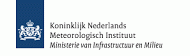 Koninklijk Nederlands
Meteorologisch Instituut
Ministerie van Infrastructuur en Milieu